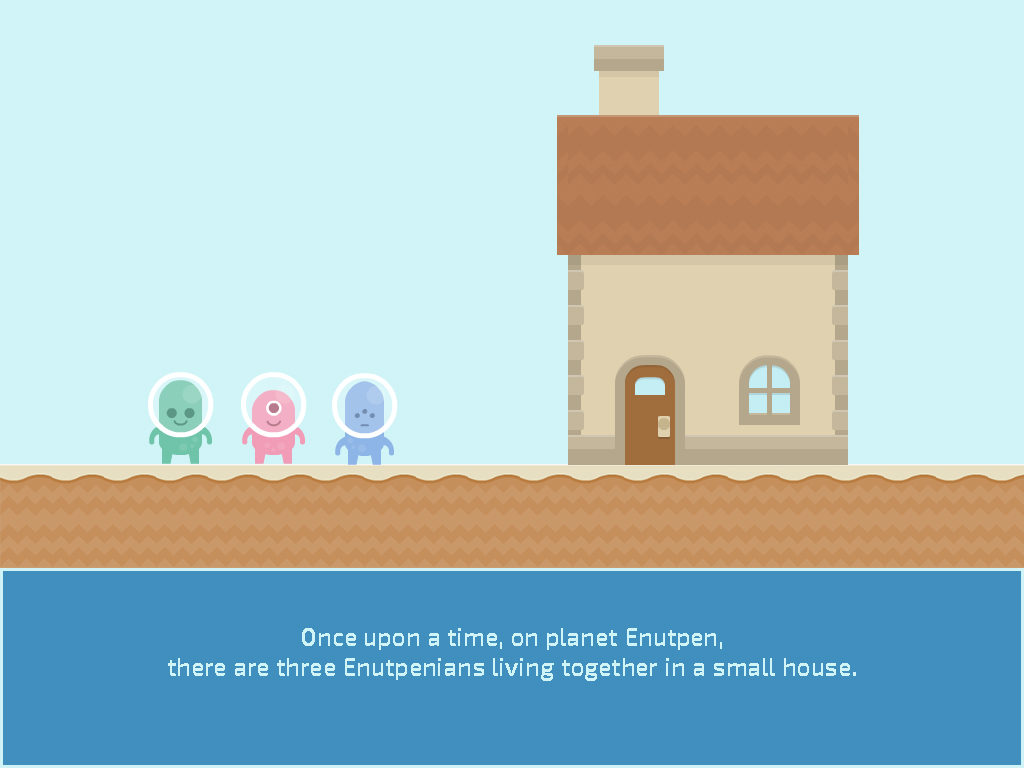 Once upon a time, on planet Enutpen,
there are three Enutpenians living together in a small house.